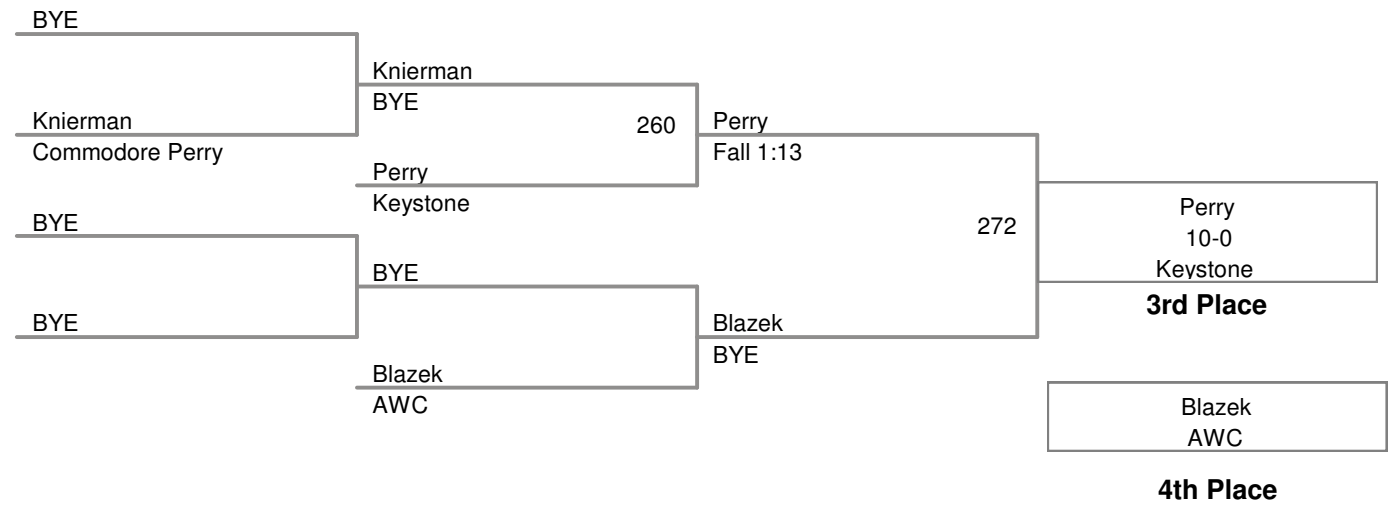 BYE
Knierman
BYE
Knierman
Commodore Perry
260
Perry
Fall 1:13
Perry
Keystone
BYE
272
Perry
10-0
Keystone
3rd Place
BYE
BYE
Blazek
BYE
Blazek
AWC
Blazek
AWC
4th Place